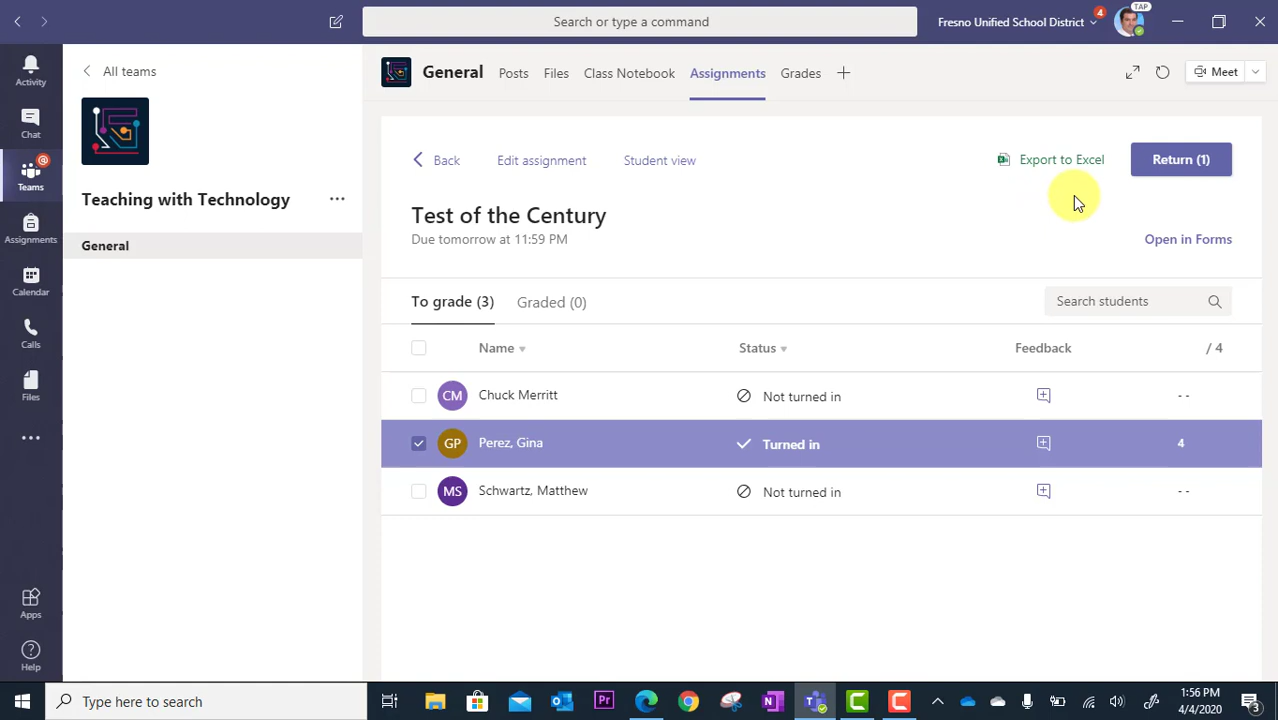 Search or type a command
Fresno Unified School District
4
TAP
Activity
Chat
Teams
Assignments
Calendar
Calls
Files
Apps
Help
All teams
Teaching with Technology
General
General
Posts
Files
Class Notebook
Assignments
Grades
Meet
Back
Edit assignment
Student view
Export to Excel
Return (1)
Test of the Century
Due tomorrow at 11:59 PM
Open in Forms
To grade (3)
Graded (0)
Search students
Name
Status
Feedback
/ 4
CM
Chuck Merritt
Not turned in
- -
GP
Perez, Gina
Turned in
4
MS
Schwartz, Matthew
Not turned in
- -
Type here to search
Pr
1:56 PM
4/4/2020
3